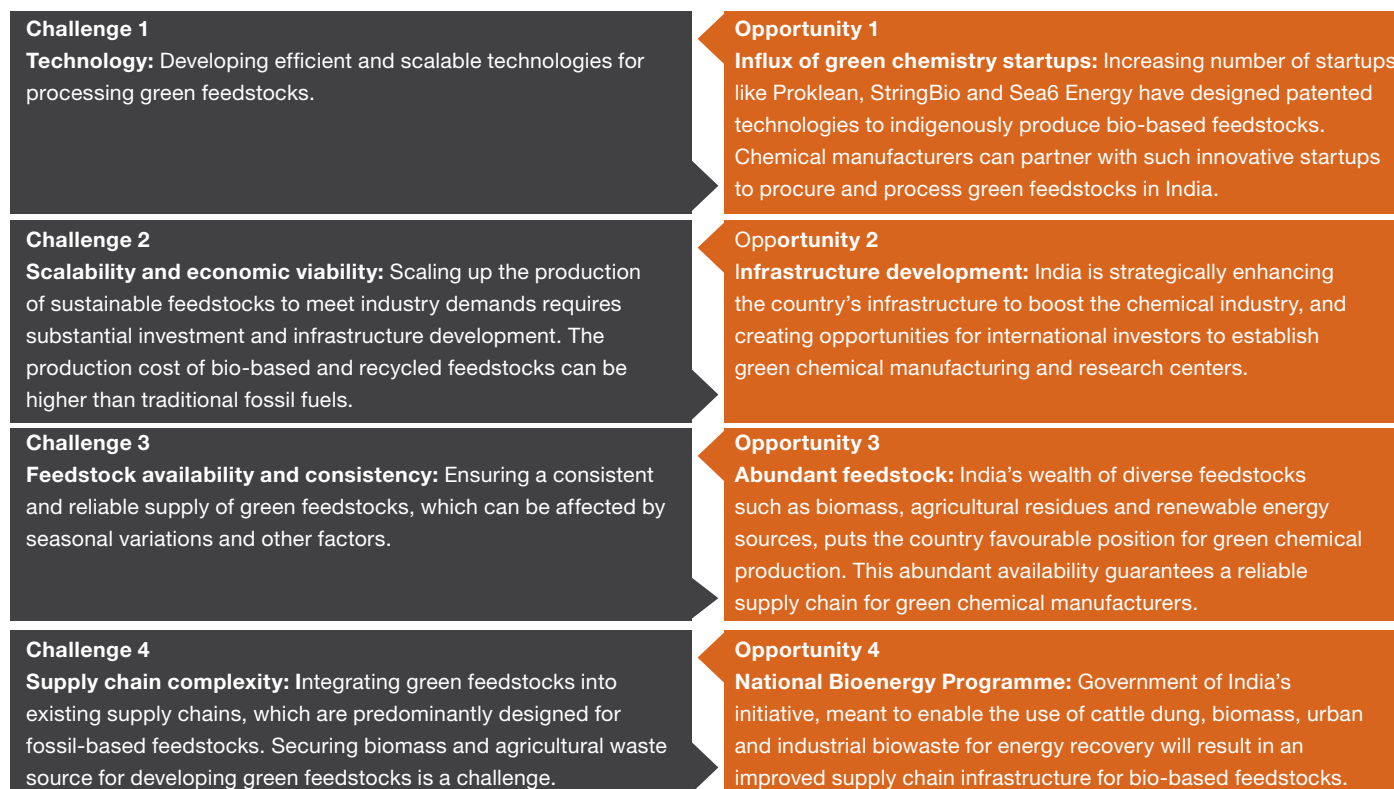 Challenge 1
Technology: Developing efficient and scalable technologies for
processing green feedstocks.
Opportunity 1
Influx of green chemistry startups: Increasing number of startups
like Proklean, StringBio and Sea6 Energy have designed patented
technologies to indigenously produce bio-based feedstocks.
Chemical manufacturers can partner with such innovative startups
to procure and process green feedstocks in India.
Challenge 2
Scalability and economic viability: Scaling up the production
of sustainable feedstocks to meet industry demands requires
substantial investment and infrastructure development. The
production cost of bio-based and recycled feedstocks can be
higher than traditional fossil fuels.
Opportunity 2
Infrastructure development: India is strategically enhancing
the country’s infrastructure to boost the chemical industry, and
creating opportunities for international investors to establish
green chemical manufacturing and research centers.
Challenge 3
Feedstock availability and consistency: Ensuring a consistent
and reliable supply of green feedstocks, which can be affected by
seasonal variations and other factors.
Opportunity 3
Abundant feedstock: India’s wealth of diverse feedstocks
such as biomass, agricultural residues and renewable energy
sources, puts the country favourable position for green chemical
production. This abundant availability guarantees a reliable
supply chain for green chemical manufacturers.
Challenge 4
Supply chain complexity: Integrating green feedstocks into
existing supply chains, which are predominantly designed for
fossil-based feedstocks. Securing biomass and agricultural waste
source for developing green feedstocks is a challenge.
Opportunity 4
National Bioenergy Programme: Government of India’s
initiative, meant to enable the use of cattle dung, biomass, urban
and industrial biowaste for energy recovery will result in an
improved supply chain infrastructure for bio-based feedstocks.